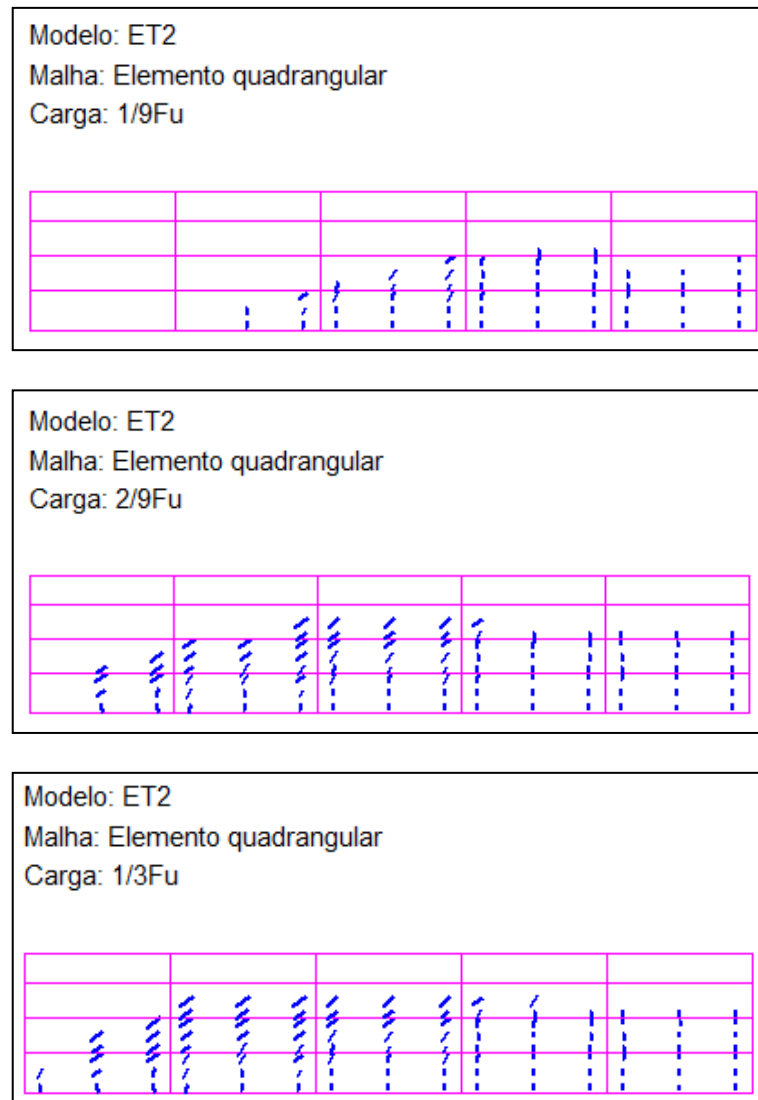 Modelo: ET2
Malha: Elemento quadrangular
Carga: 1/9Fu
Modelo: ET2
Malha: Elemento quadrangular
Carga: 2/9Fu
Modelo: ET2
Malha: Elemento quadrangular
Carga: 1/3Fu